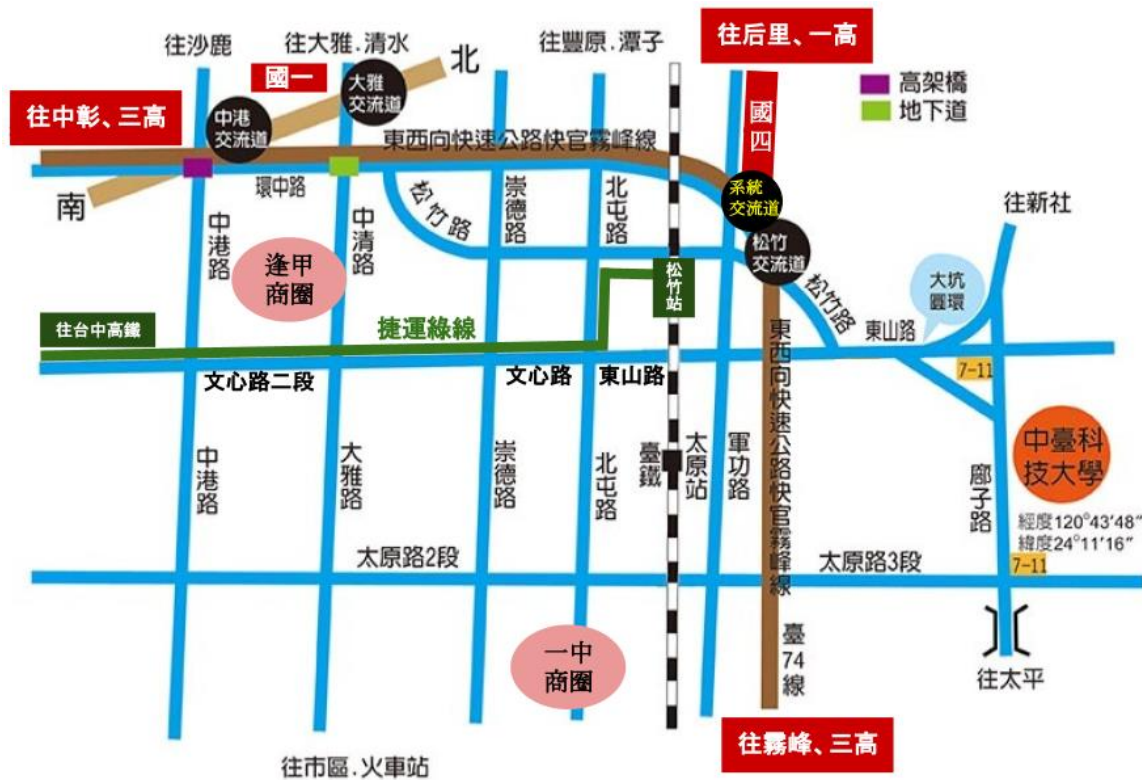 往沙鹿
往大雅.清水
往豐原.潭子
往后里、一高
國一
北
大雅
交流道
高架橋
地下道
往中彰、三高
中港
交流道
國四
東西向快速公路快官霧峰線
南
環中路
松竹路
崇德路
北屯路
系統
交流道
往新社
中港路
中清路
松竹
交流道
逢甲
商圈
松竹站
大坑
圓環
松竹路
往台中高鐵
捷運綠線
東山路
文心路二段
文心路
東山路
7-11
東西向快速公路快官霧峰線
中港路
大雅路
崇德路
北屯路
臺鐵
太原站
軍功路
廍子路
中臺科
技大學
經度120°43'48"
緯度24°11'16"
太原路2段
太原路3段
7-11
一中
商圈
臺74線
往太平
往霧峰、三高
往市區.火車站